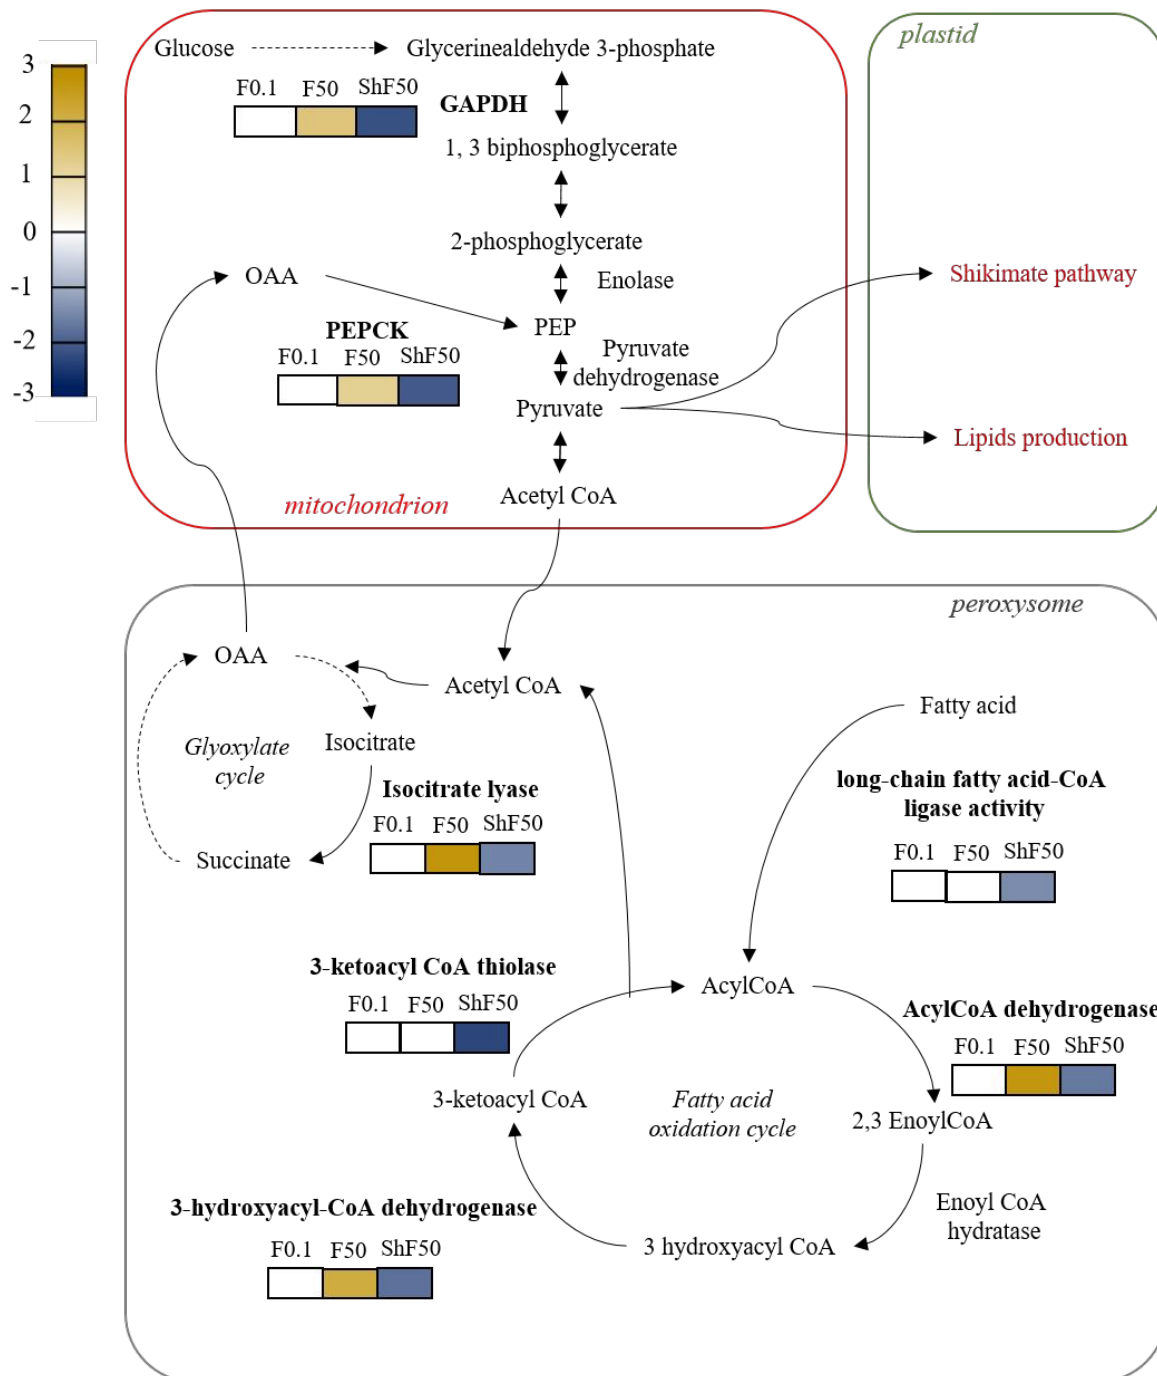 3
2
1
0
-1
-2
-3
Glucose
Glycerinealdehyde 3-phosphate
F0.1 F50 ShF50
GAPDH
1, 3 biphosphoglycerate
2-phosphoglycerate
OAA
Enolase
PEP
PEPCK
F0.1 F50 ShF50
Pyruvate
dehydrogenase
Pyruvate
Acetyl CoA
mitochondrion
plastid
Shikimate pathway
Lipids production
peroxysome
OAA
Acetyl CoA
Fatty acid
Glyoxylate
cycle
Isocitrate
Isocitrate lyase
F0.1 F50 ShF50
Succinate
long-chain fatty acid-CoA
ligase activity
F0.1 F50 ShF50
3-ketoacyl CoA thiolase
F0.1 F50 ShF50
AcylCoA
AcylCoA dehydrogenase
F0.1 F50 ShF50
3-ketoacyl CoA
Fatty acid
oxidation cycle
2,3 EnoylCoA
3-hydroxyacyl-CoA dehydrogenase
F0.1 F50 ShF50
Enoyl CoA
hydratase
3 hydroxyacyl CoA